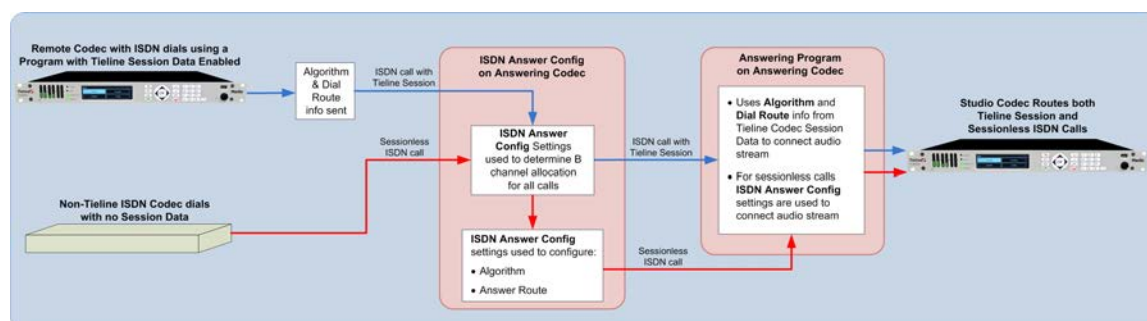 Remote Codec with ISDN dials using a
Program with Tieline Session Data Enabled
Algorithm
& Dial
Route
info sent
ISDN call with
Tieline Session
Sessionless
ISDN call
Non-Tieline ISDN Codec dials
with no Session Data
ISDN Answer Config
on Answering Codec
ISDN Answer
Config Settings
used to determine B
channel allocation
for all calls
ISDN Answer Config
settings used to configure:
• Algorithm
• Answer Route
ISDN call with
Tieline Session
Sessionless
ISDN call
Answering Program
on Answering Codec
• Uses Algorithm and
Dial Route info from
Tieline Codec Session
Data to connect audio
stream
• For sessionless calls
ISDN Answer Config
settings are used to
connect audio stream
Studio Codec Routes both
Tieline Session and
Sessionless ISDN Calls